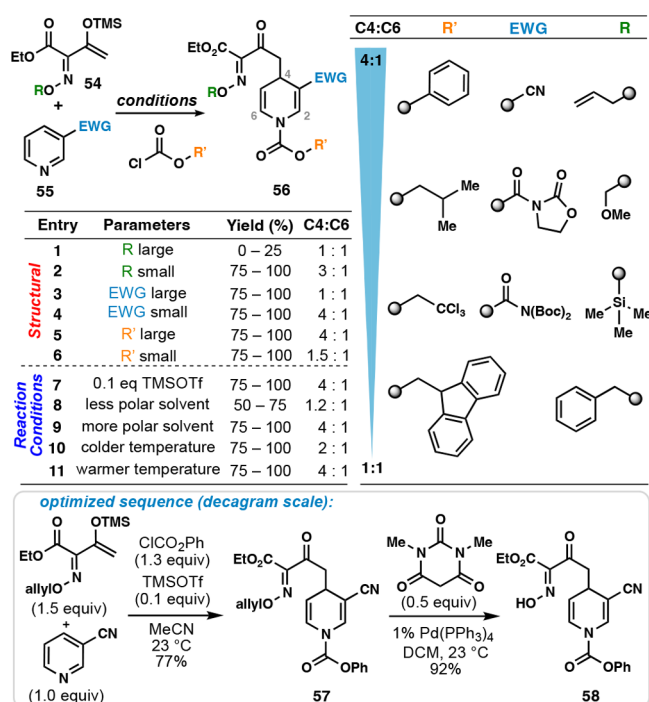 OTMS
O
EtO
N
RO
54
+
EWG
N
55
conditions
O
Cl
O
R'
O
EtO₂C
N
RO
4
EWG
6
2
N
O
O
R'
56
Entry Parameters Yield (%) C4:C6
Structural
1 R large 0 – 25 1 : 1
2 R small 75 – 100 3 : 1
3 EWG large 75 – 100 1 : 1
4 EWG small 75 – 100 4 : 1
5 R' large 75 – 100 4 : 1
6 R' small 75 – 100 1.5 : 1
Reaction
Conditions
7 0.1 eq TMSOTf 75 – 100 4 : 1
8 less polar solvent 50 – 75 1.2 : 1
9 more polar solvent 75 – 100 4 : 1
10 colder temperature 75 – 100 2 : 1
11 warmer temperature 75 – 100 4 : 1
C4:C6 R' EWG R
4:1
CN
Me
Me
O
N
O
O
OMe
CCl₃
O
N(Boc)₂
Me
Si
Me
Me
1:1
optimized sequence (decagram scale):
O
OTMS
EtO
N
allylO
(1.5 equiv)
+
CN
N
(1.0 equiv)
ClCO₂Ph
(1.3 equiv)
TMSOTf
(0.1 equiv)
MeCN
23 °C
77%
O
EtO₂C
N
allylO
CN
N
O
OPh
57
O
Me
N
N
Me
O
O
(0.5 equiv)
1% Pd(PPh₃)₄
DCM, 23 °C
92%
O
EtO₂C
N
HO
CN
N
O
OPh
58